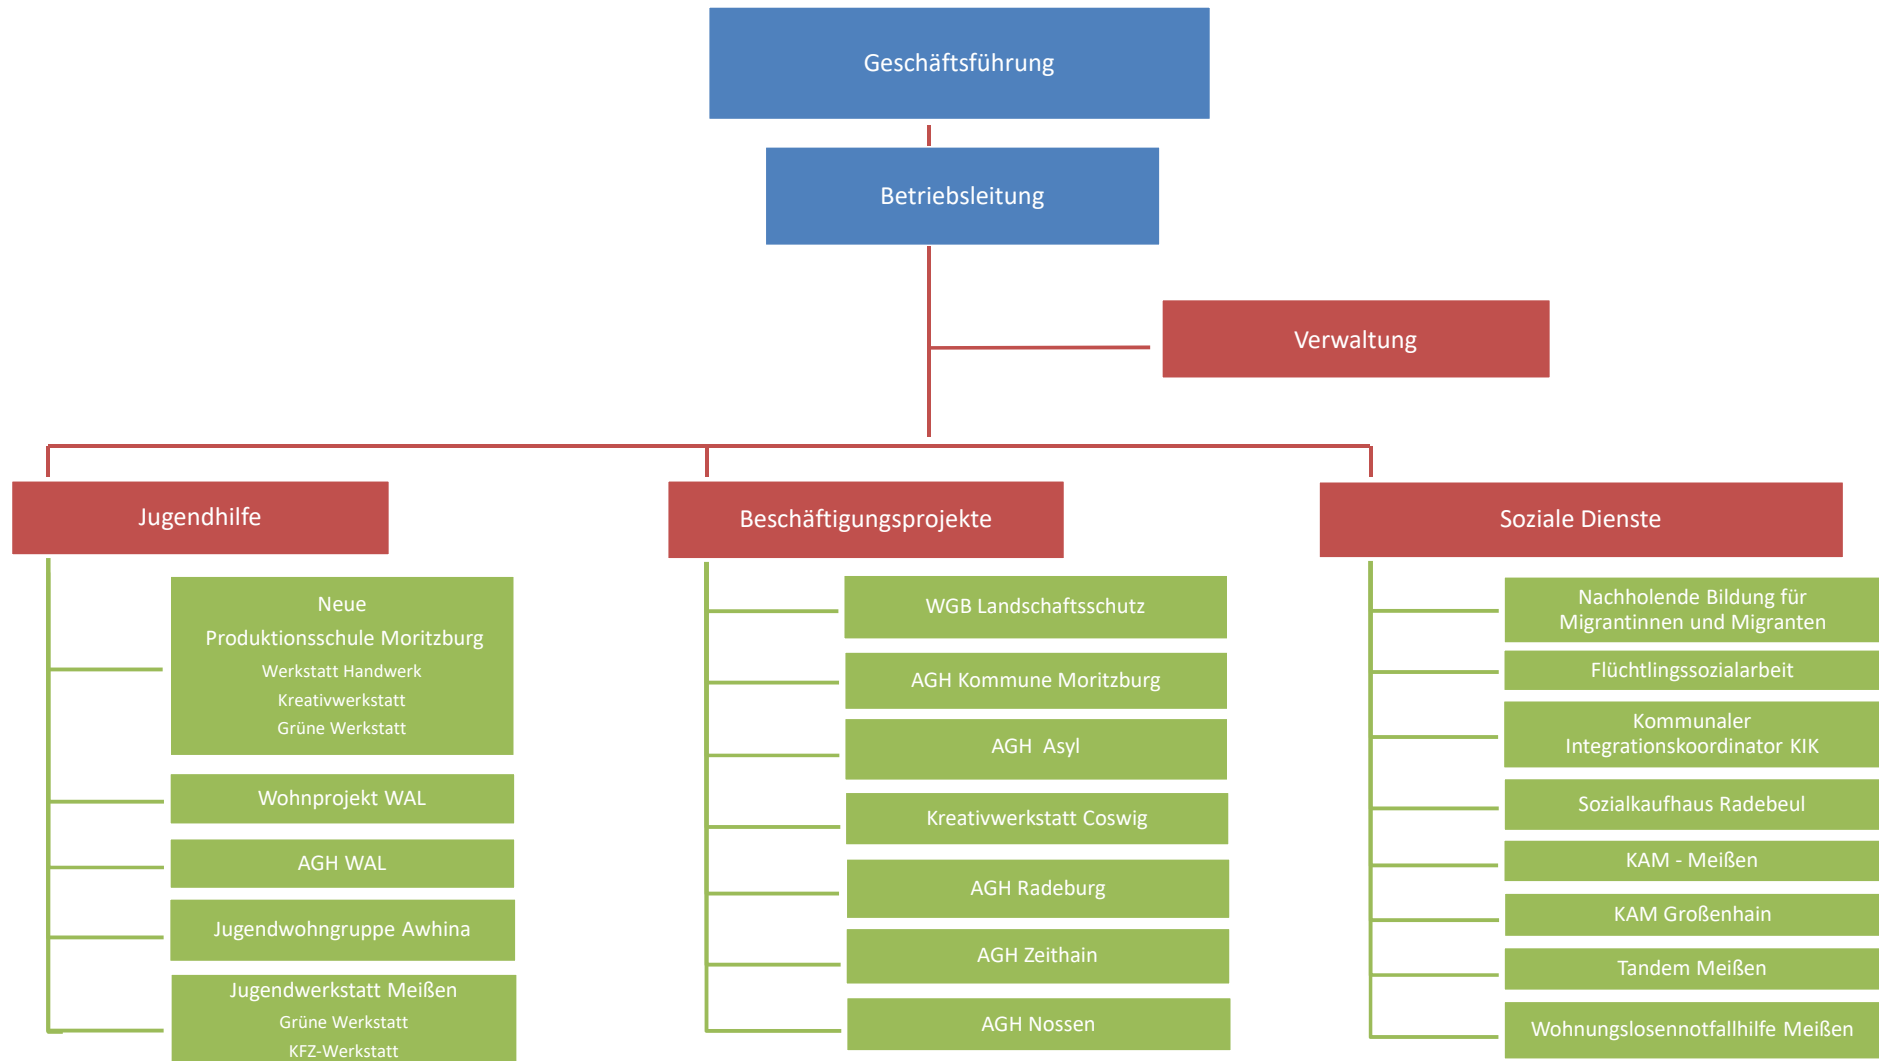 Geschäftsführung
Betriebsleitung
Verwaltung
Jugendhilfe
Neue
Produktionsschule Moritzburg
Werkstatt Handwerk
Kreativwerkstatt
Grüne Werkstatt
Wohnprojekt WAL
AGH WAL
Jugendwohngruppe Awhina
Jugendwerkstatt Meißen
Grüne Werkstatt
KFZ-Werkstatt
Beschäftigungsprojekte
WGB Landschaftsschutz
AGH Kommune Moritzburg
AGH  Asyl
Kreativwerkstatt Coswig
AGH Radeburg
AGH Zeithain
AGH Nossen
Soziale Dienste
Nachholende Bildung für
Migrantinnen und Migranten
Flüchtlingssozialarbeit
Kommunaler
Integrationskoordinator KIK
Sozialkaufhaus Radebeul
KAM - Meißen
KAM Großenhain
Tandem Meißen
Wohnungslosennotfallhilfe Meißen